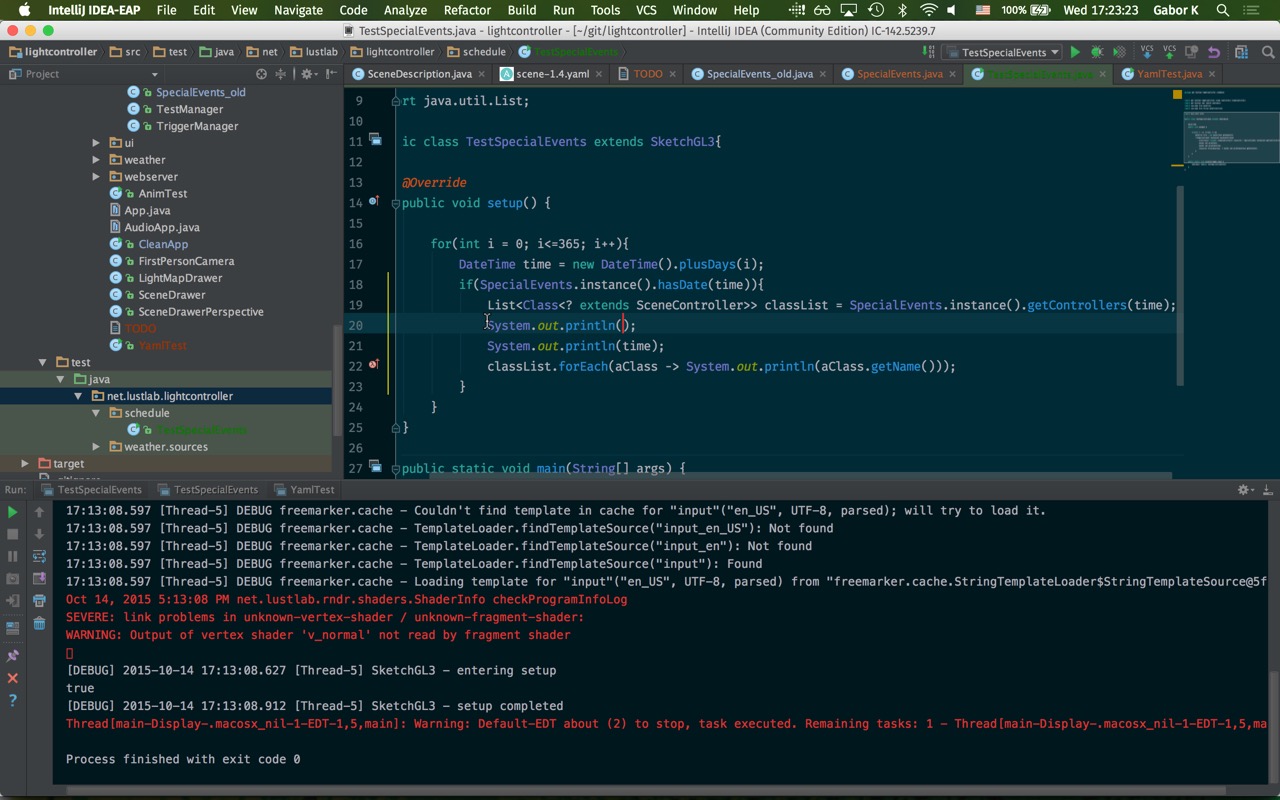 IntelliJ IDEA-EAP File Edit View Navigate Code Analyze Refactor Build Run Tools VCS Window Help 100% Wed 17:23:23 Gabor K
TestSpecialEvents.java - lightcontroller - [~/git/lightcontroller] - IntelliJ IDEA (Community Edition) IC-142.5239.7
lightcontroller src test java net lustlab lightcontroller schedule TestSpecialEvents TestSpecialEvents VCS VCS
Project SceneDescription.java scene-1.4.yaml TODO SpecialEvents_old.java SpecialEvents.java TestSpecialEvents.java YamlTest.java
SpecialEvents_old
TestManager
TriggerManager
ui
weather
webserver
AnimTest
App.java
AudioApp.java
CleanApp
FirstPersonCamera
LightMapDrawer
SceneDrawer
SceneDrawerPerspective
TODO
YamlTest
test
java
net.lustlab.lightcontroller
schedule
TestSpecialEvents
weather.sources
target
9 rt java.util.List;
10
11 ic class TestSpecialEvents extends SketchGL3{
12
13 @Override
14 public void setup() {
15
16 for(int i = 0; i<=365; i++){
17 DateTime time = new DateTime().plusDays(i);
18 if(SpecialEvents.instance().hasDate(time)){
19 List<Class<? extends SceneController>> classList = SpecialEvents.instance().getControllers(time);
20 System.out.println();
21 System.out.println(time);
22 classList.forEach(aClass -> System.out.println(aClass.getName()));
23 }
24 }
25 }
26
27 public static void main(String[] args) {
Run: TestSpecialEvents TestSpecialEvents YamlTest
17:13:08.597 [Thread-5] DEBUG freemarker.cache - Couldn't find template in cache for "input"("en_US", UTF-8, parsed); will try to load it.
17:13:08.597 [Thread-5] DEBUG freemarker.cache - TemplateLoader.findTemplateSource("input_en_US"): Not found
17:13:08.597 [Thread-5] DEBUG freemarker.cache - TemplateLoader.findTemplateSource("input_en"): Not found
17:13:08.597 [Thread-5] DEBUG freemarker.cache - TemplateLoader.findTemplateSource("input"): Found
17:13:08.597 [Thread-5] DEBUG freemarker.cache - Loading template for "input"("en_US", UTF-8, parsed) from "freemarker.cache.StringTemplateLoader$StringTemplateSource@5f
Oct 14, 2015 5:13:08 PM net.lustlab.rndr.shaders.ShaderInfo checkProgramInfoLog
SEVERE: link problems in unknown-vertex-shader / unknown-fragment-shader:
WARNING: Output of vertex shader 'v_normal' not read by fragment shader
[DEBUG] 2015-10-14 17:13:08.627 [Thread-5] SketchGL3 - entering setup
true
[DEBUG] 2015-10-14 17:13:08.912 [Thread-5] SketchGL3 - setup completed
Thread[main-Display-.macosx_nil-1-EDT-1,5,main]: Warning: Default-EDT about (2) to stop, task executed. Remaining tasks: 1 - Thread[main-Display-.macosx_nil-1-EDT-1,5,ma
Process finished with exit code 0